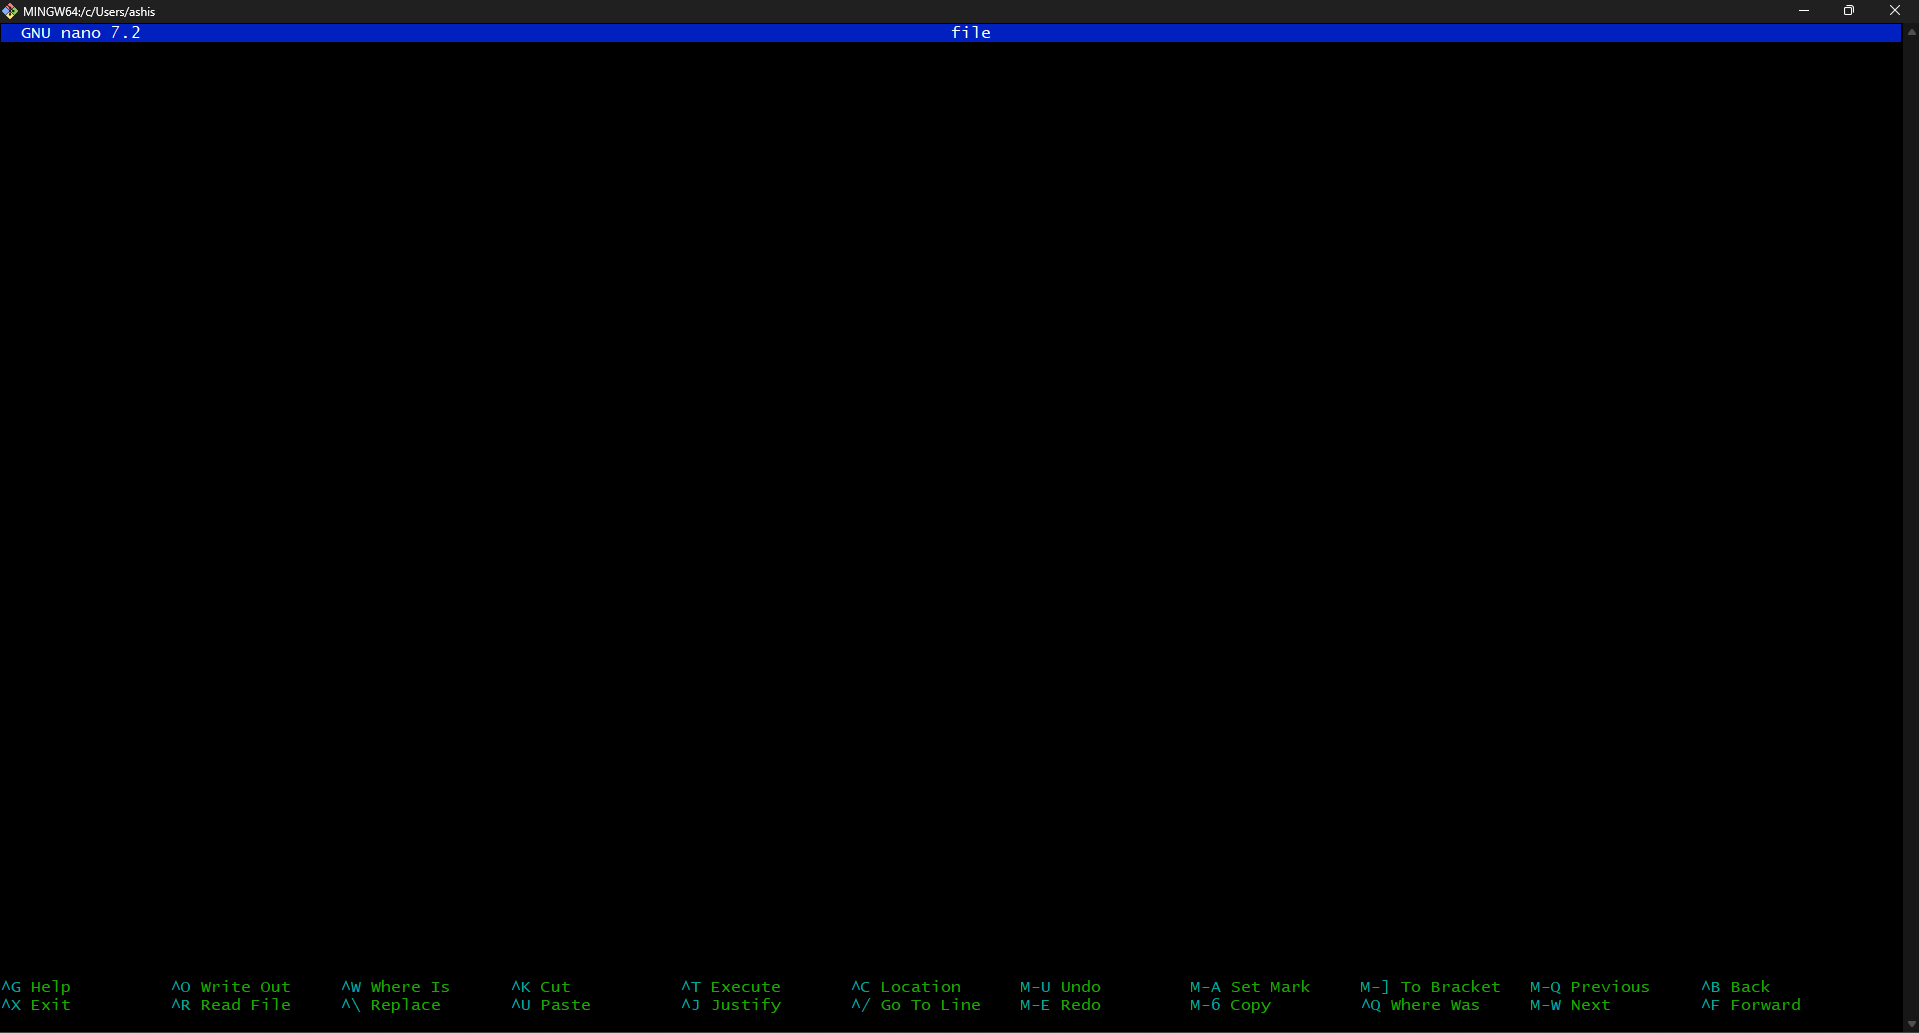 MINGW64:/c/Users/ashis
GNU nano 7.2 file
^G Help ^O Write Out ^W Where Is ^K Cut ^T Execute ^C Location M-U Undo M-A Set Mark M-] To Bracket M-Q Previous ^B Back
^X Exit ^R Read File ^\ Replace ^U Paste ^J Justify ^/ Go To Line M-E Redo M-6 Copy ^Q Where Was M-W Next ^F Forward